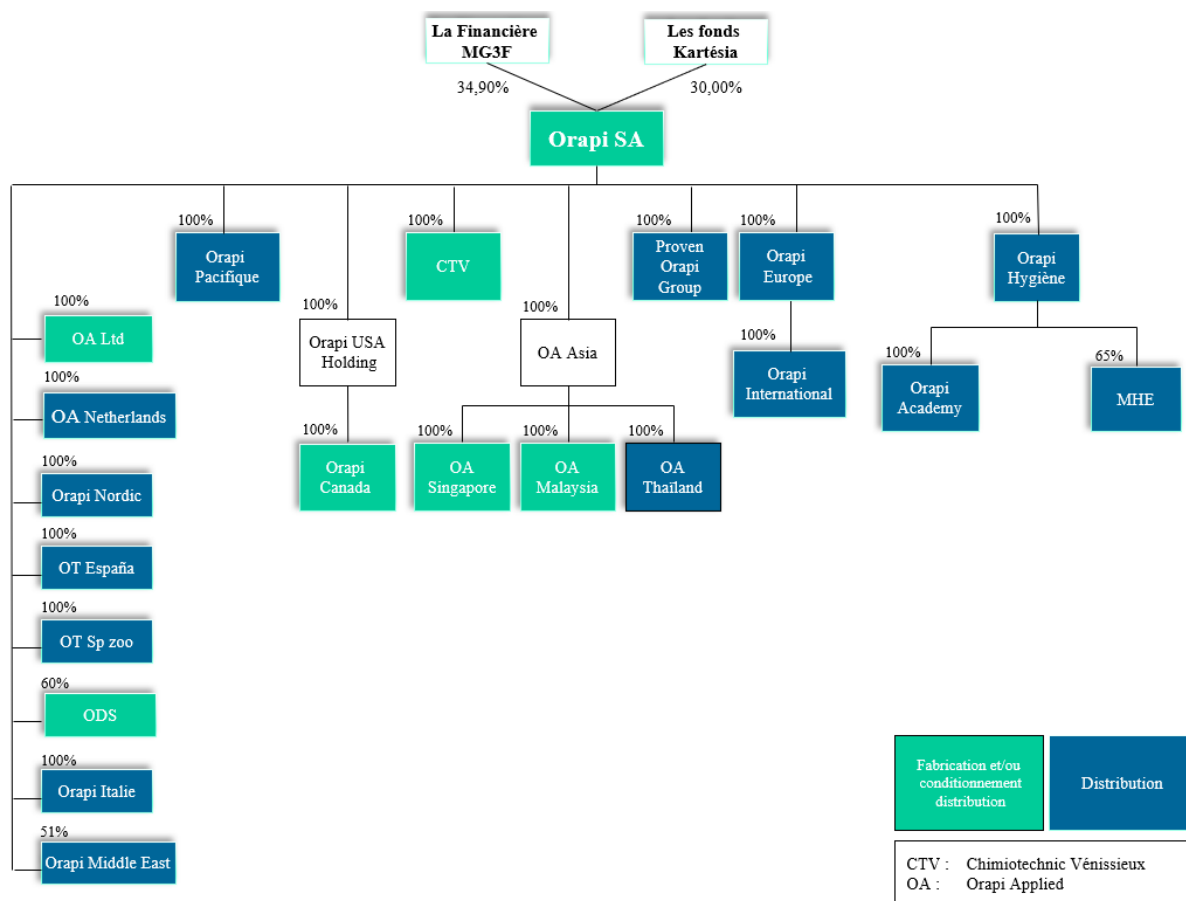 La Financière
MG3F
Les fonds
Kartésia
34,90%
30,00%
Orapi SA
100%
Orapi
Pacifique
100%
CTV
100%
Proven
Orapi
Group
100%
Orapi
Europe
100%
Orapi
Hygiène
100%
OA Ltd
100%
Orapi USA
Holding
100%
OA Asia
100%
Orapi
International
100%
Orapi
Academy
65%
MHE
100%
OA Netherlands
100%
Orapi
Canada
100%
OA
Singapore
100%
OA
Malaysia
100%
OA
Thaïland
100%
Orapi Nordic
100%
OT España
100%
OT Sp zoo
60%
ODS
100%
Orapi Italie
51%
Orapi Middle East
Fabrication et/ou
conditionnement
distribution
Distribution
CTV : Chimiotechnic Vénissieux
OA : Orapi Applied